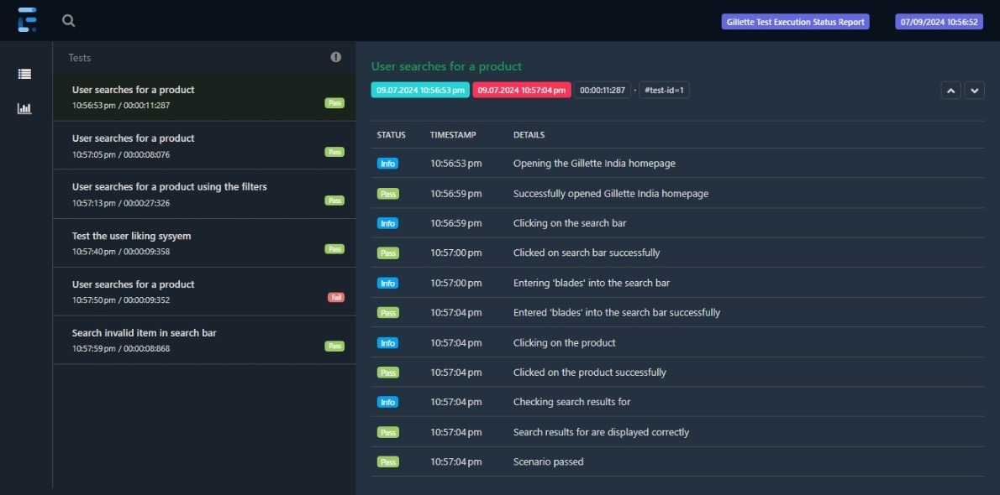 Gillette Test Execution Status Report
07/09/2024 10:56:52
Tests
User searches for a product
10:56:53 pm / 00:00:11:287
Pass
User searches for a product
10:57:05 pm / 00:00:08:076
Pass
User searches for a product using the filters
10:57:13 pm / 00:00:27:326
Pass
Test the user liking sysyem
10:57:40 pm / 00:00:09:358
Pass
User searches for a product
10:57:50 pm / 00:00:09:352
Fail
Search invalid item in search bar
10:57:59 pm / 00:00:08:868
Pass
User searches for a product
09.07.2024 10:56:53 pm 09.07.2024 10:57:04 pm 00:00:11:287 · #test-id=1
STATUS TIMESTAMP DETAILS
Info 10:56:53 pm Opening the Gillette India homepage
Pass 10:56:59 pm Successfully opened Gillette India homepage
Info 10:56:59 pm Clicking on the search bar
Pass 10:57:00 pm Clicked on search bar successfully
Info 10:57:00 pm Entering 'blades' into the search bar
Pass 10:57:04 pm Entered 'blades' into the search bar successfully
Info 10:57:04 pm Clicking on the product
Pass 10:57:04 pm Clicked on the product successfully
Info 10:57:04 pm Checking search results for
Pass 10:57:04 pm Search results for are displayed correctly
Pass 10:57:04 pm Scenario passed